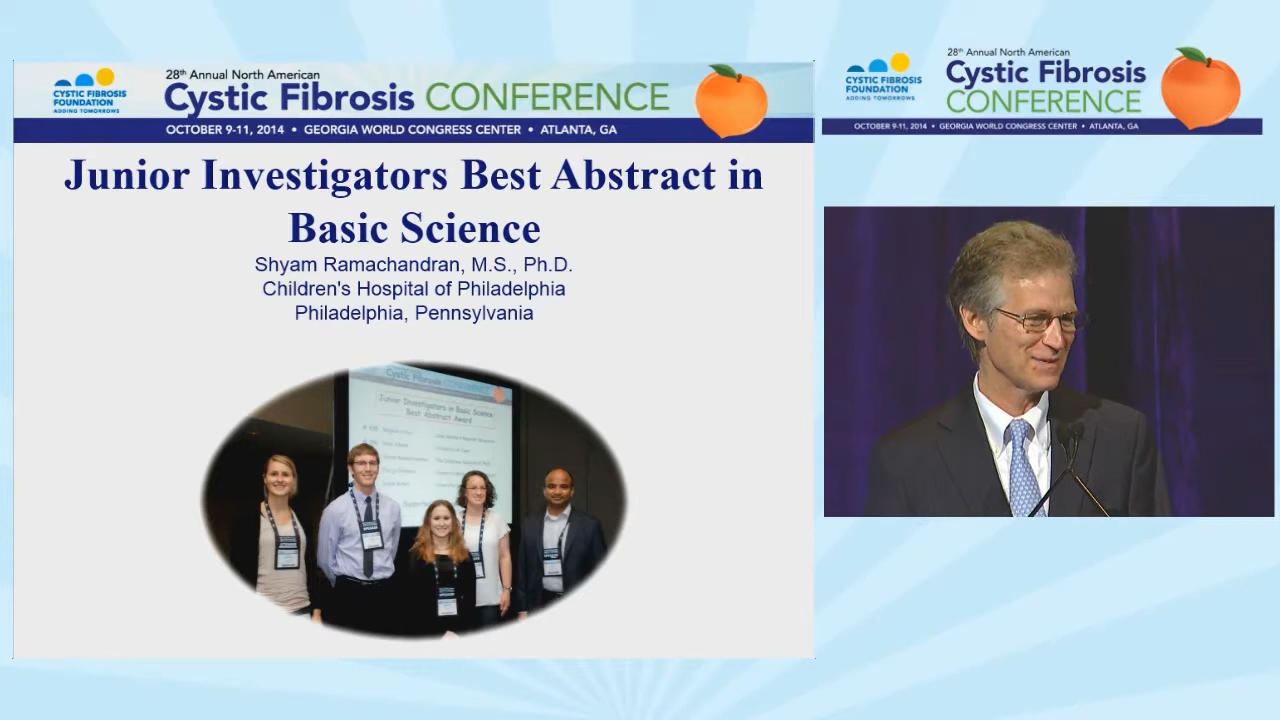 CYSTIC FIBROSIS
FOUNDATION
ADDING TOMORROWS
28th Annual North American
Cystic Fibrosis CONFERENCE
OCTOBER 9-11, 2014 • GEORGIA WORLD CONGRESS CENTER • ATLANTA, GA
Junior Investigators Best Abstract in
Basic Science
Shyam Ramachandran, M.S., Ph.D.
Children's Hospital of Philadelphia
Philadelphia, Pennsylvania
Cystic Fibrosis CONFERENCE
Junior Investigators in Basic Science
Best Abstract Award
CYSTIC FIBROSIS
FOUNDATION
ADDING TOMORROWS
28th Annual North American
Cystic Fibrosis
CONFERENCE
OCTOBER 9-11, 2014 • GEORGIA WORLD CONGRESS CENTER • ATLANTA, GA